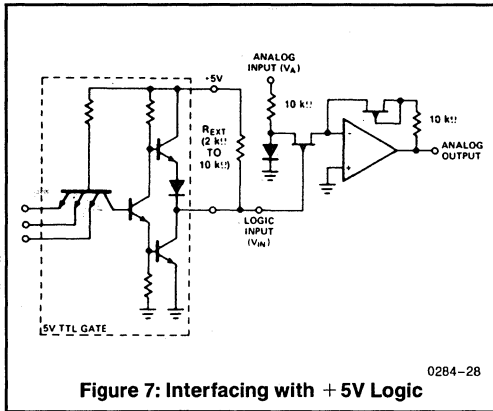 ANALOG
INPUT (VA)
+5V
10 kΩ
REXT
(2 kΩ
TO
10 kΩ)
10 kΩ
ANALOG
OUTPUT
LOGIC
INPUT
(VIN)
5V TTL GATE
0284-28
Figure 7: Interfacing with +5V Logic